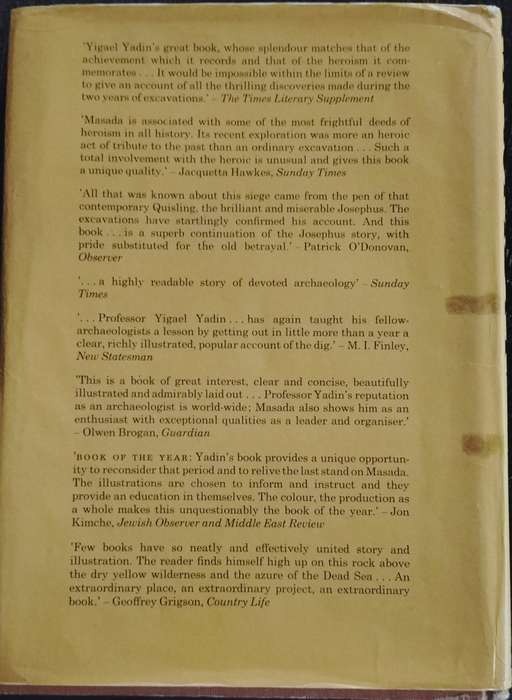 'Yigael Yadin's great book, whose splendour matches that of the
achievement which it records and that of the heroism it com-
memorates . . . It would be impossible within the limits of a review
to give an account of all the thrilling discoveries made during the
two years of excavations.' – The Times Literary Supplement
'Masada is associated with some of the most frightful deeds of
heroism in all history. Its recent exploration was more an heroic
act of tribute to the past than an ordinary excavation . . . Such a
total involvement with the heroic is unusual and gives this book
a unique quality.' – Jacquetta Hawkes, Sunday Times
'All that was known about this siege came from the pen of that
contemporary Quisling, the brilliant and miserable Josephus. The
excavations have startlingly confirmed his account. And this
book . . . is a superb continuation of the Josephus story, with
pride substituted for the old betrayal.' – Patrick O'Donovan,
Observer
'. . . a highly readable story of devoted archaeology' – Sunday
Times
'. . . Professor Yigael Yadin . . . has again taught his fellow-
archaeologists a lesson by getting out in little more than a year a
clear, richly illustrated, popular account of the dig.' – M. I. Finley,
New Statesman
'This is a book of great interest, clear and concise, beautifully
illustrated and admirably laid out . . . Professor Yadin's reputation
as an archaeologist is world-wide; Masada also shows him as an
enthusiast with exceptional qualities as a leader and organiser.'
– Olwen Brogan, Guardian
'BOOK OF THE YEAR: Yadin's book provides a unique opportun-
ity to reconsider that period and to relive the last stand on Masada.
The illustrations are chosen to inform and instruct and they
provide an education in themselves. The colour, the production as
a whole makes this unquestionably the book of the year.' – Jon
Kimche, Jewish Observer and Middle East Review
'Few books have so neatly and effectively united story and
illustration. The reader finds himself high up on this rock above
the dry yellow wilderness and the azure of the Dead Sea . . . An
extraordinary place, an extraordinary project, an extraordinary
book.' – Geoffrey Grigson, Country Life